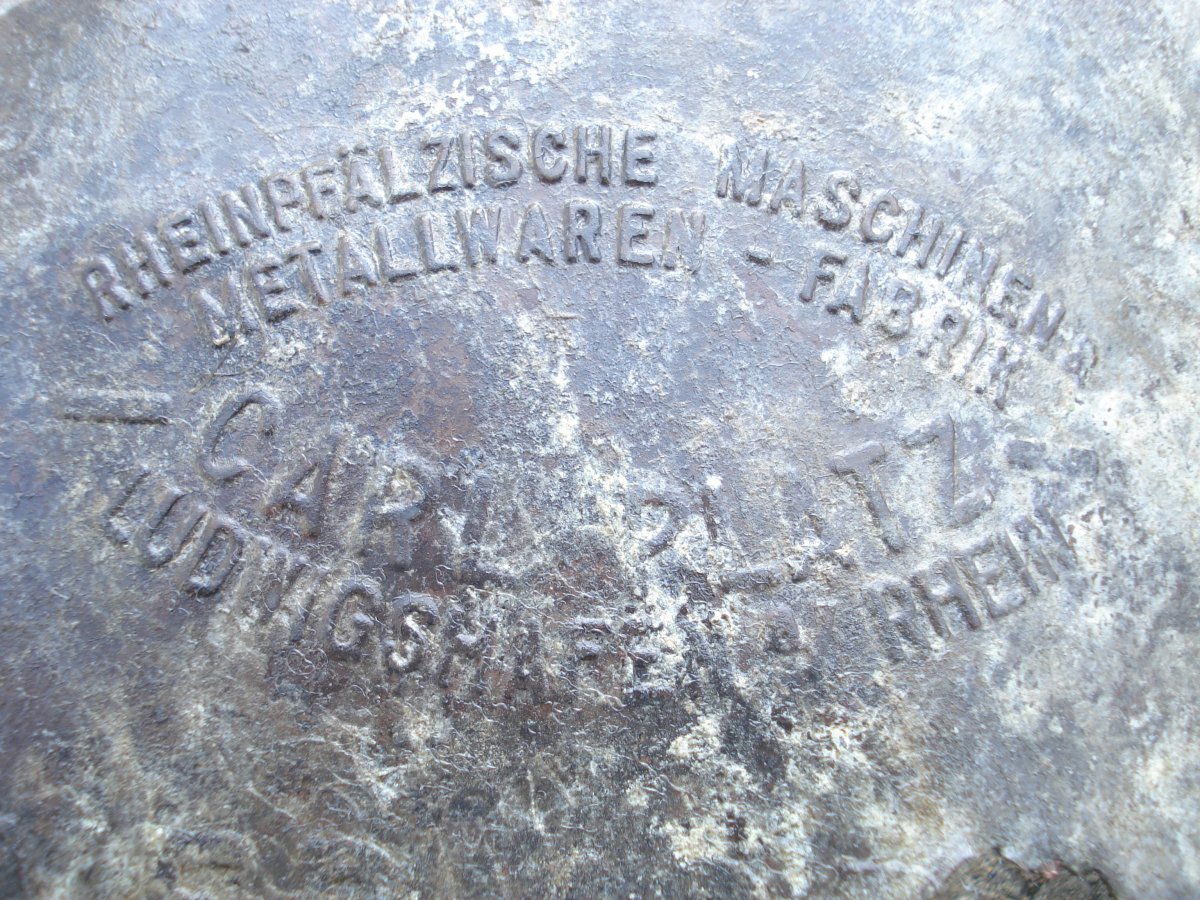 RHEINPFÄLZISCHE MASCHINEN &
METALLWAREN - FABRIK
- CARL PLATZ -
LUDWIGSHAFEN A/ RHEIN